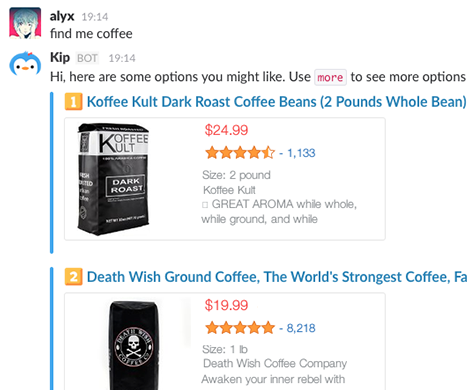 alyx 19:14
find me coffee
Kip BOT 19:14
Hi, here are some options you might like. Use more to see more options
1 Koffee Kult Dark Roast Coffee Beans (2 Pounds Whole Bean)
$24.99
- 1,133
Size: 2 pound
Koffee Kult
GREAT AROMA while whole,
while ground, and while
KOFFEE
KULT
DARK
ROAST
2 Death Wish Ground Coffee, The World's Strongest Coffee, Fa
$19.99
- 8,218
Size: 1 lb
Death Wish Coffee Company
Awaken your inner rebel with
DEATH WISH
COFFEE CO